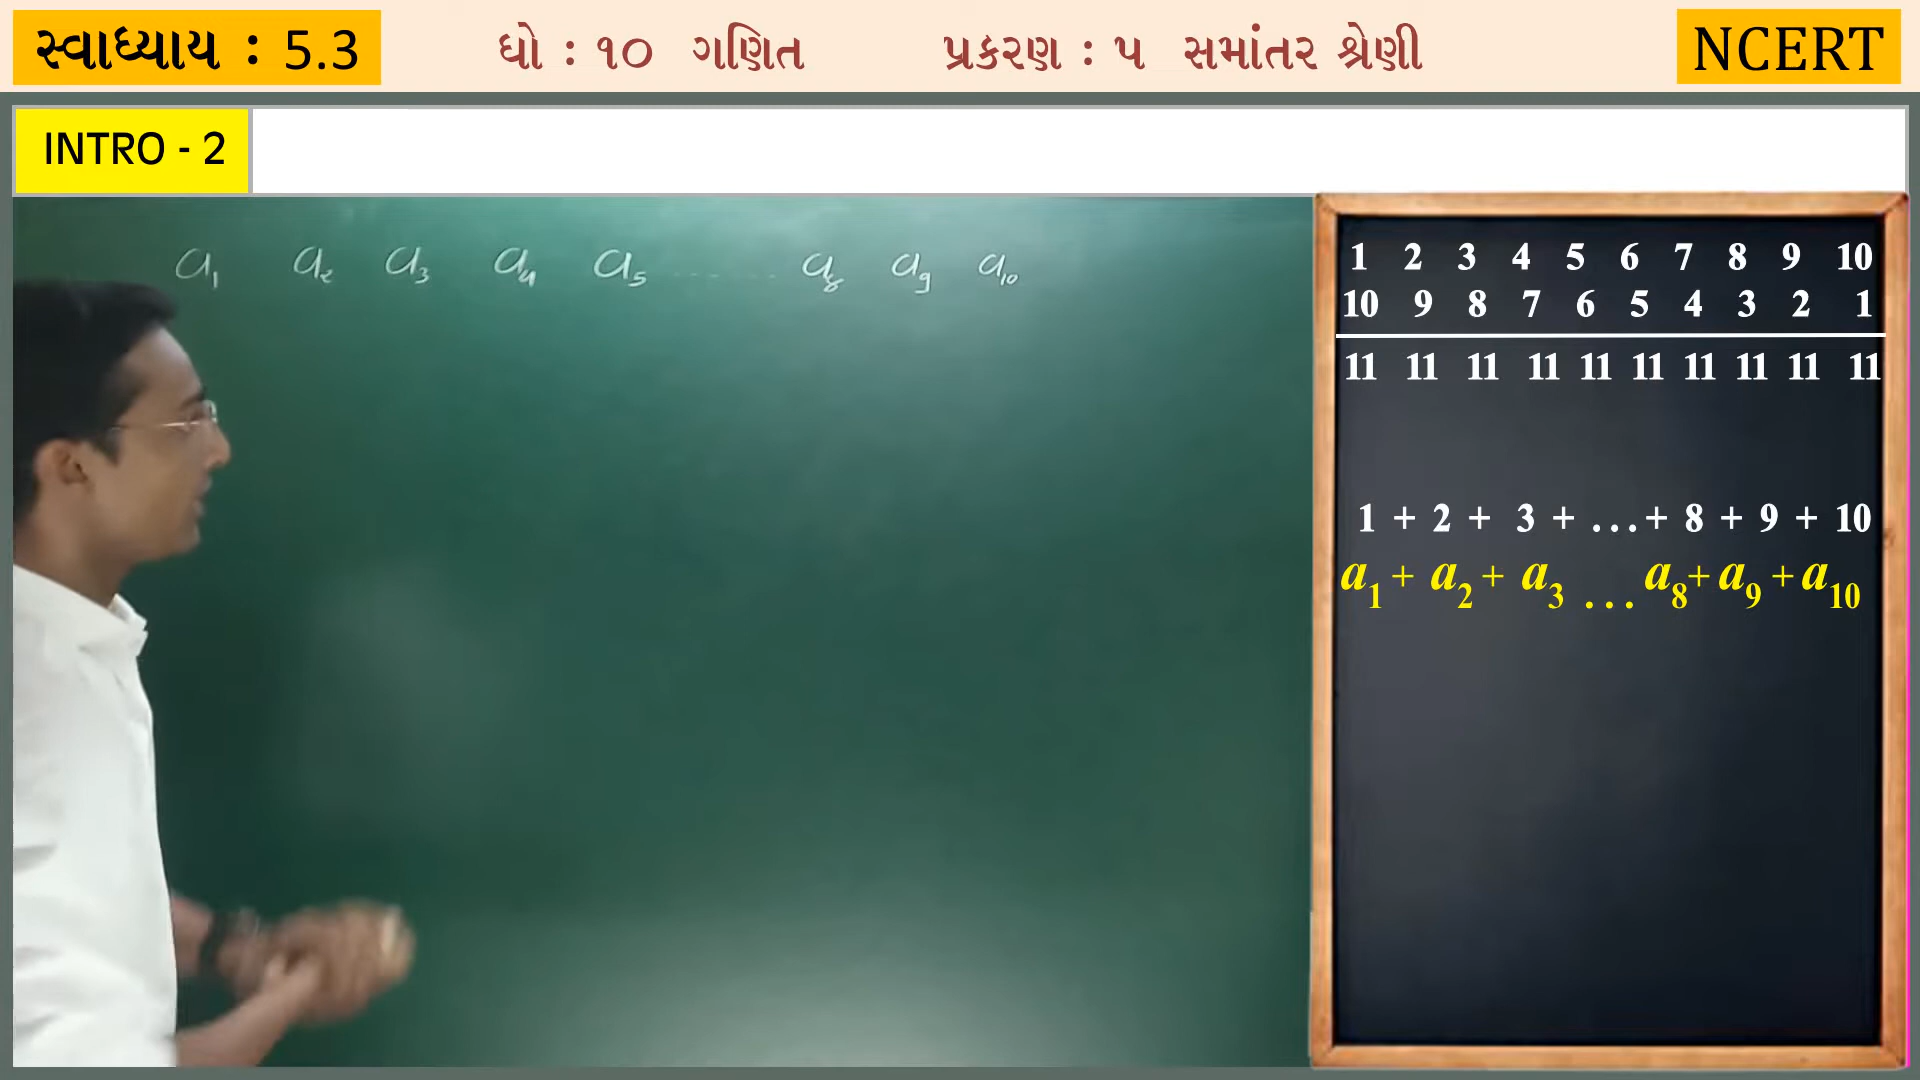 સ્વાધ્યાય : 5.3 ધો : ૧૦ ગણિત પ્રકરણ : ૫ સમાંતર શ્રેણી NCERT
INTRO - 2
a₁ a₂ a₃ a₄ a₅ ........ a₈ a₉ a₁₀
1 2 3 4 5 6 7 8 9 10
10 9 8 7 6 5 4 3 2 1
11 11 11 11 11 11 11 11 11 11
1 + 2 + 3 + ... + 8 + 9 + 10
a₁ + a₂ + a₃ ... a₈ + a₉ + a₁₀